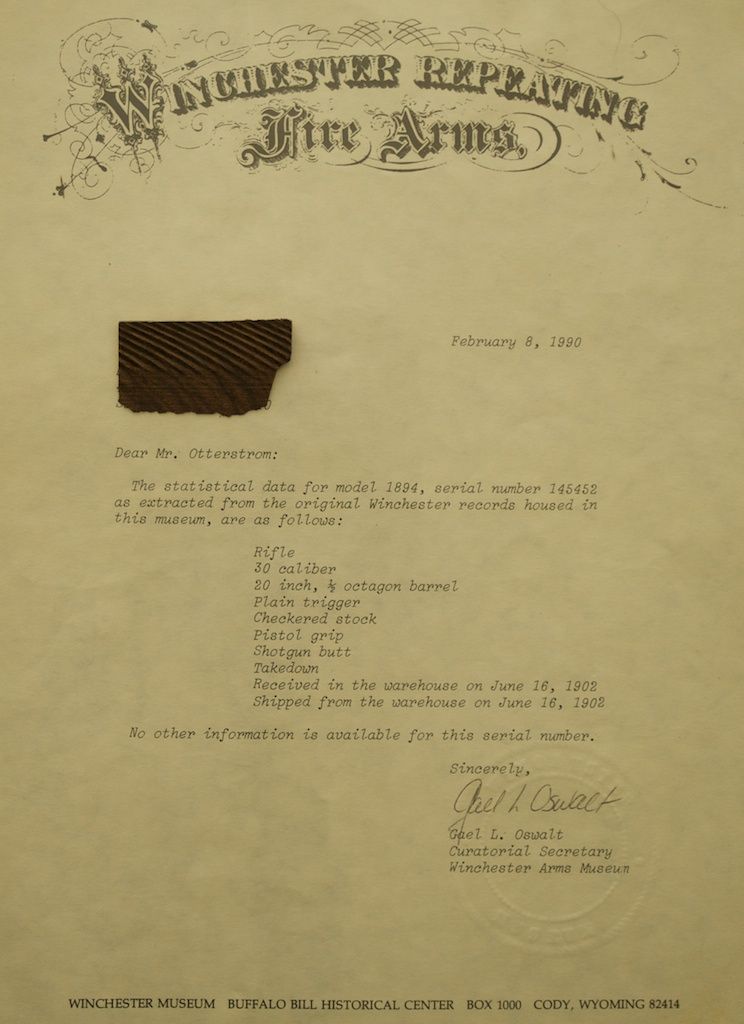 WINCHESTER REPEATING
Fire Arms,
February 8, 1990
Dear Mr. Otterstrom:
The statistical data for model 1894, serial number 145452
as extracted from the original Winchester records housed in
this museum, are as follows:
Rifle
30 caliber
20 inch, ½ octagon barrel
Plain trigger
Checkered stock
Pistol grip
Shotgun butt
Takedown
Received in the warehouse on June 16, 1902
Shipped from the warehouse on June 16, 1902
No other information is available for this serial number.
Sincerely,
Gael L. Oswalt
Gael L. Oswalt
Curatorial Secretary
Winchester Arms Museum
WINCHESTER MUSEUM BUFFALO BILL HISTORICAL CENTER BOX 1000 CODY, WYOMING 82414